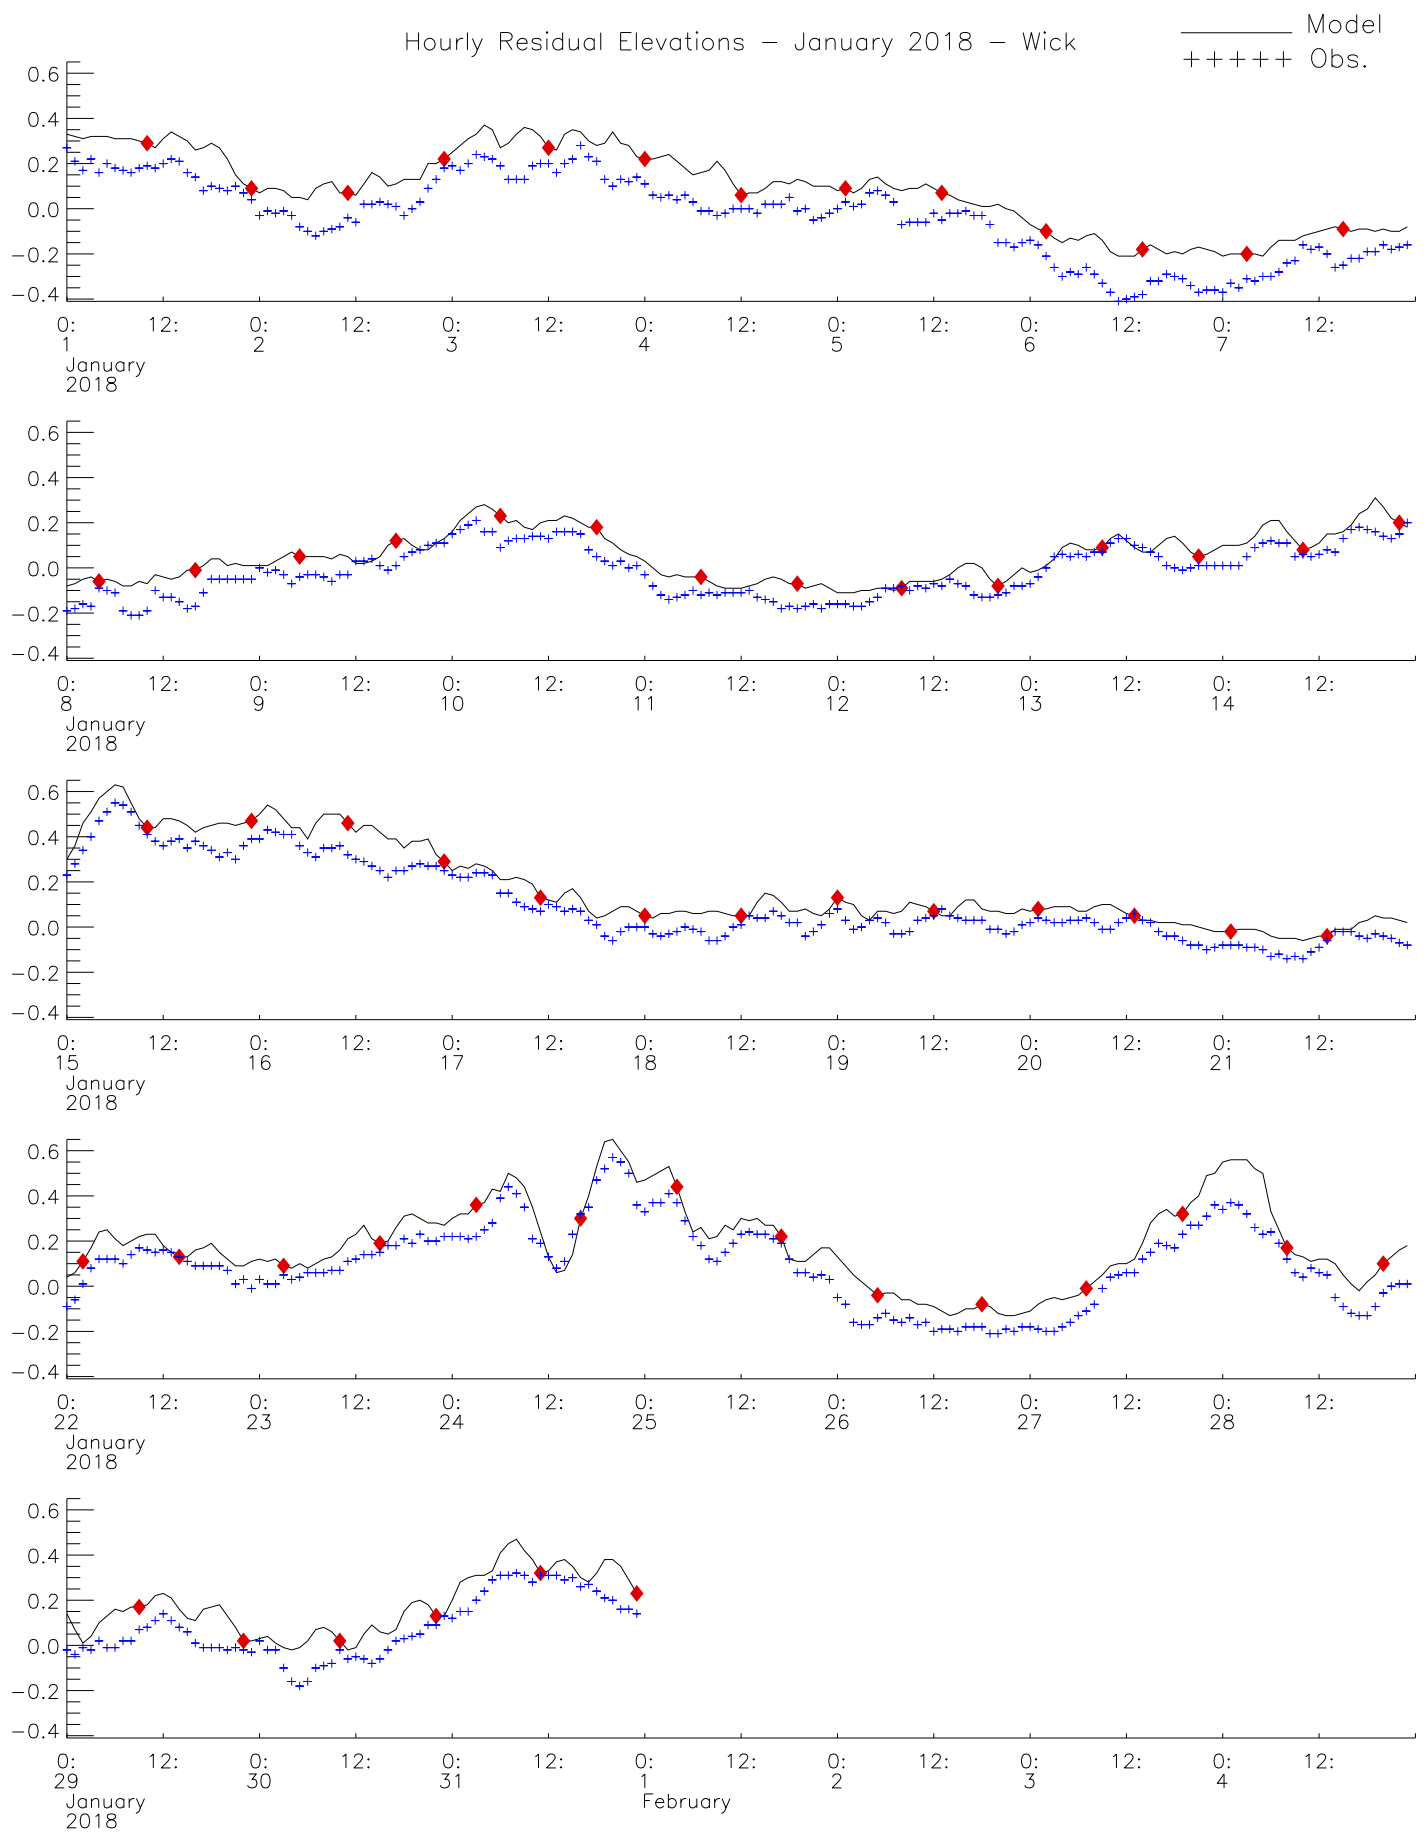 Hourly Residual Elevations – January 2018 – Wick
Model
+++++ Obs.
0.6
0.4
0.2
0.0
−0.2
−0.4
0: 12: 0: 12: 0: 12: 0: 12: 0: 12: 0: 12: 0: 12:
1 2 3 4 5 6 7
January
2018
0.6
0.4
0.2
0.0
−0.2
−0.4
0: 12: 0: 12: 0: 12: 0: 12: 0: 12: 0: 12: 0: 12:
8 9 10 11 12 13 14
January
2018
0.6
0.4
0.2
0.0
−0.2
−0.4
0: 12: 0: 12: 0: 12: 0: 12: 0: 12: 0: 12: 0: 12:
15 16 17 18 19 20 21
January
2018
0.6
0.4
0.2
0.0
−0.2
−0.4
0: 12: 0: 12: 0: 12: 0: 12: 0: 12: 0: 12: 0: 12:
22 23 24 25 26 27 28
January
2018
0.6
0.4
0.2
0.0
−0.2
−0.4
0: 12: 0: 12: 0: 12: 0: 12: 0: 12: 0: 12: 0: 12:
29 30 31 1 2 3 4
January February
2018